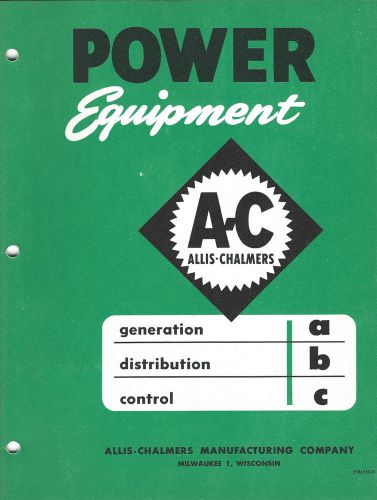 POWER
Equipment
A-C
ALLIS-CHALMERS
generation a
distribution b
control c
ALLIS-CHALMERS MANUFACTURING COMPANY
MILWAUKEE 1, WISCONSIN